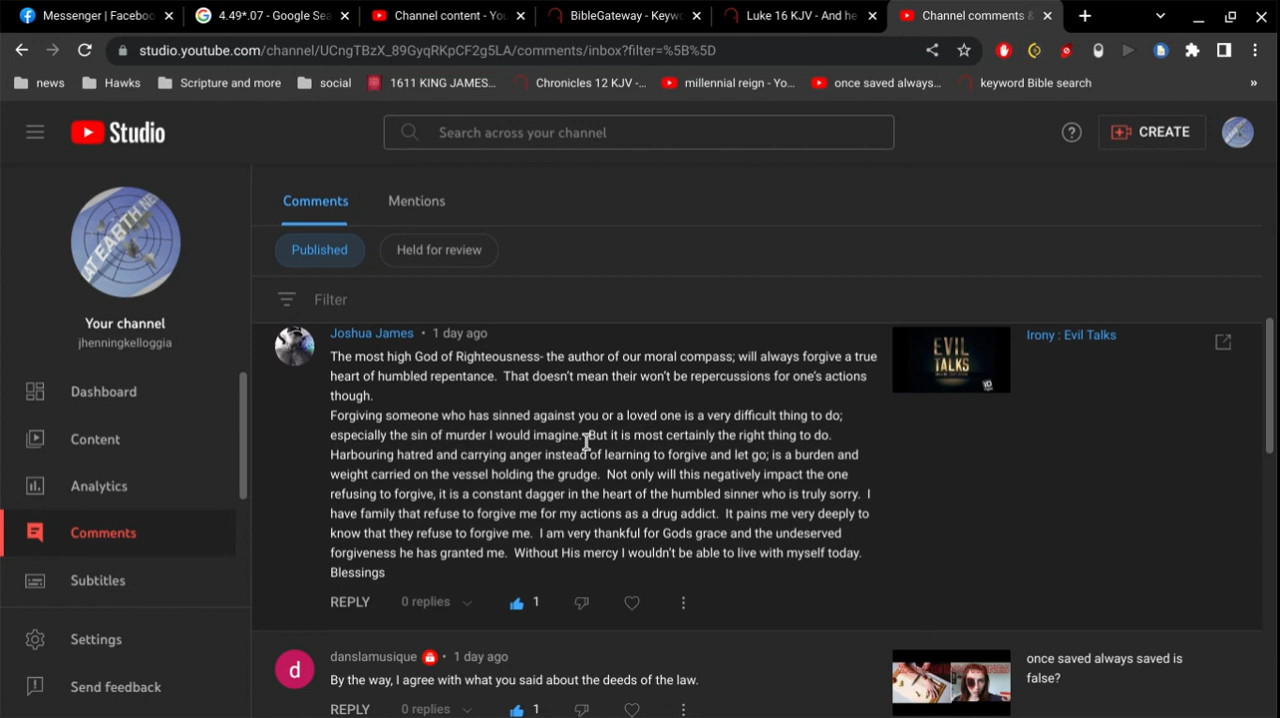 Messenger | Faceboo
4.49*.07 - Google Sea
Channel content - You
BibleGateway - Keywo
Luke 16 KJV - And he
Channel comments &
studio.youtube.com/channel/UCngTBzX_89GyqRKpCF2g5LA/comments/inbox?filter=%5B%5D
news
Hawks
Scripture and more
social
1611 KING JAMES...
Chronicles 12 KJV -...
millennial reign - Yo...
once saved always...
keyword Bible search
»
Studio
Search across your channel
CREATE
AT EARTH NE
Your channel
jhenningkelloggia
Dashboard
Content
Analytics
Comments
Subtitles
Settings
Send feedback
Comments
Mentions
Published
Held for review
Filter
Joshua James • 1 day ago
The most high God of Righteousness- the author of our moral compass; will always forgive a true
heart of humbled repentance. That doesn't mean their won't be repercussions for one's actions
though.
Forgiving someone who has sinned against you or a loved one is a very difficult thing to do;
especially the sin of murder I would imagine. But it is most certainly the right thing to do.
Harbouring hatred and carrying anger instead of learning to forgive and let go; is a burden and
weight carried on the vessel holding the grudge. Not only will this negatively impact the one
refusing to forgive, it is a constant dagger in the heart of the humbled sinner who is truly sorry. I
have family that refuse to forgive me for my actions as a drug addict. It pains me very deeply to
know that they refuse to forgive me. I am very thankful for Gods grace and the undeserved
forgiveness he has granted me. Without His mercy I wouldn't be able to live with myself today.
Blessings
REPLY
0 replies
1
EVIL
TALKS
ID
Irony : Evil Talks
d
danslamusique • 1 day ago
By the way, I agree with what you said about the deeds of the law.
REPLY
0 replies
1
once saved always saved is
false?